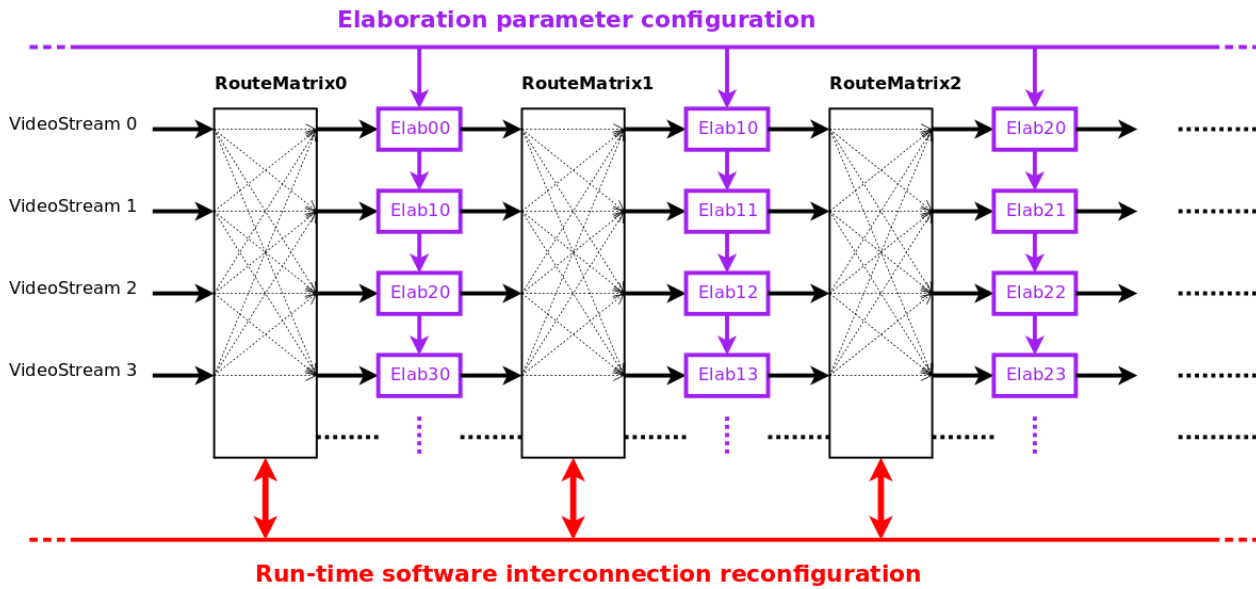 Elaboration parameter configuration
RouteMatrix0
RouteMatrix1
RouteMatrix2
VideoStream 0
Elab00
Elab10
Elab20
VideoStream 1
Elab10
Elab11
Elab21
VideoStream 2
Elab20
Elab12
Elab22
VideoStream 3
Elab30
Elab13
Elab23
Run-time software interconnection reconfiguration